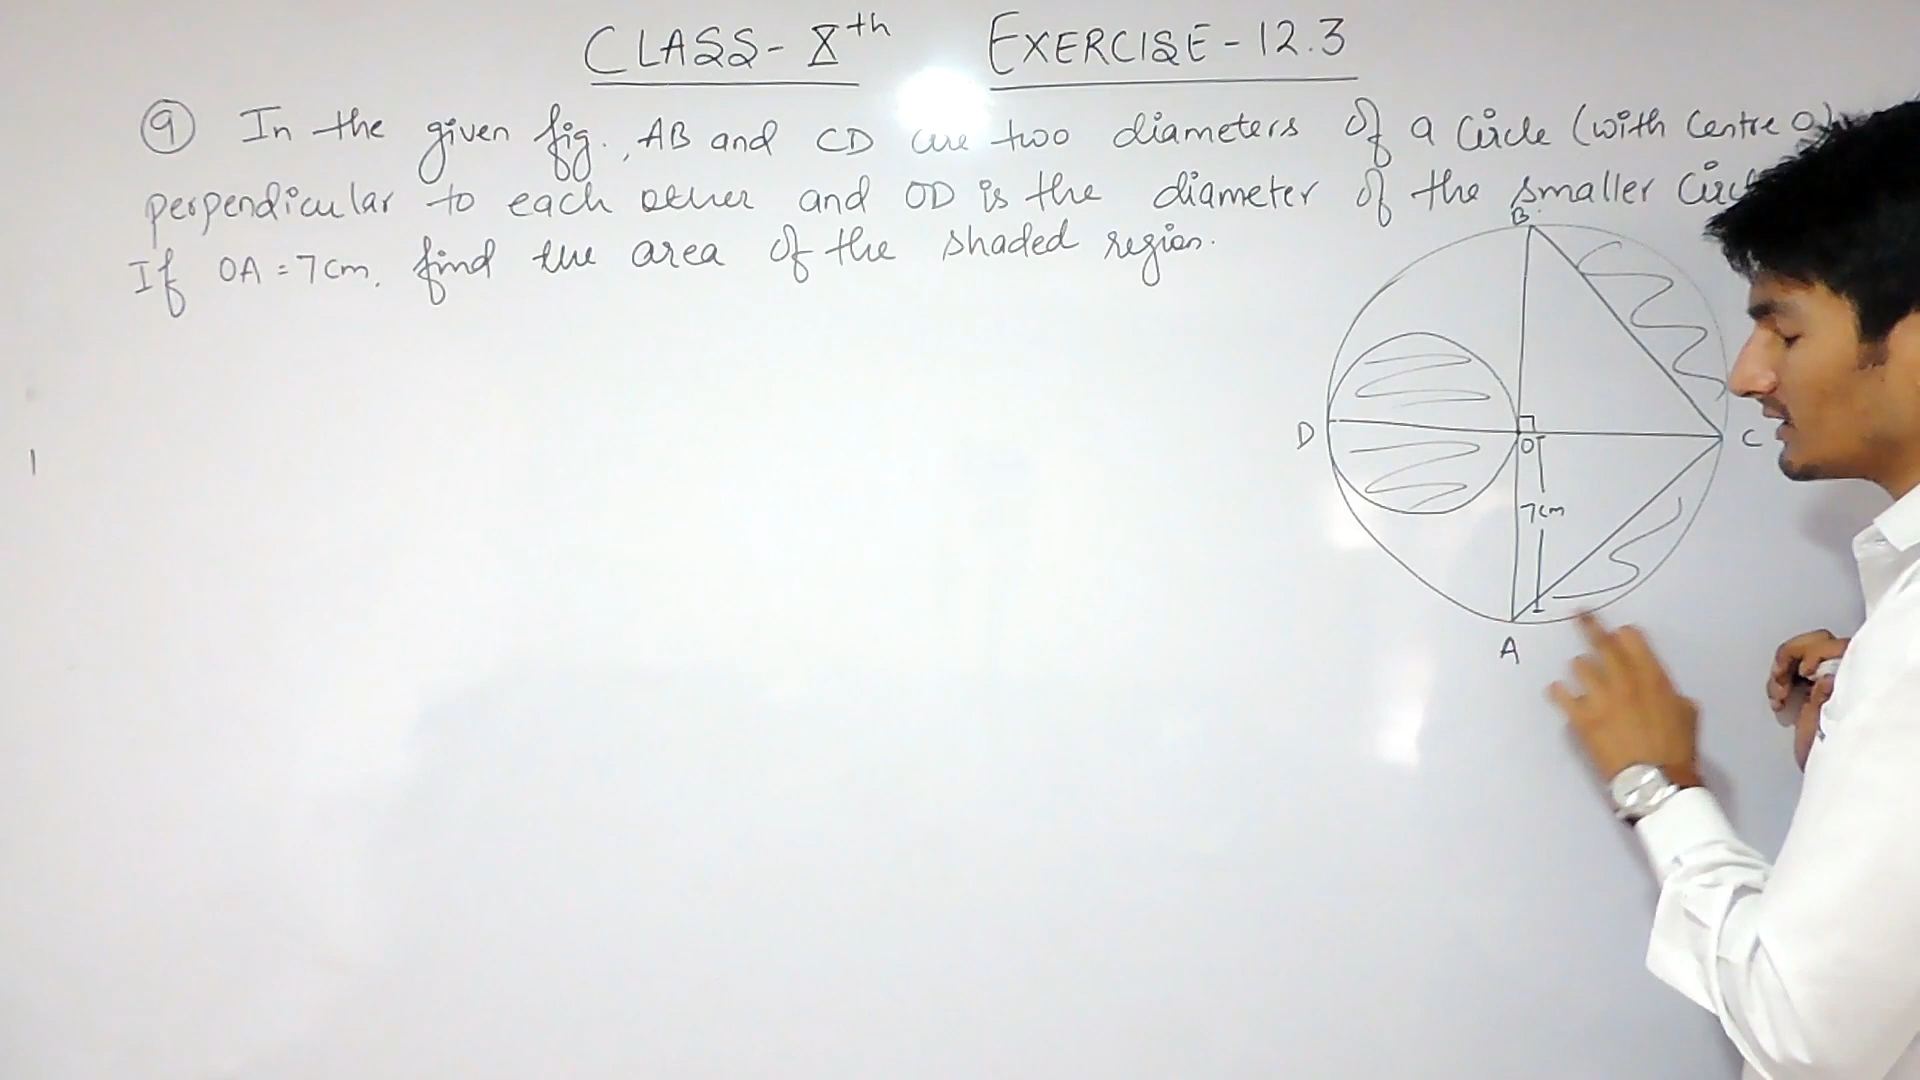 CLASS-Xth EXERCISE-12.3
9 In the given fig., AB and CD are two diameters of a Circle (with Centre O)
perpendicular to each other and OD is the diameter of the smaller Circ
If OA = 7cm. find the area of the shaded region.
B
D
O
C
7cm
A